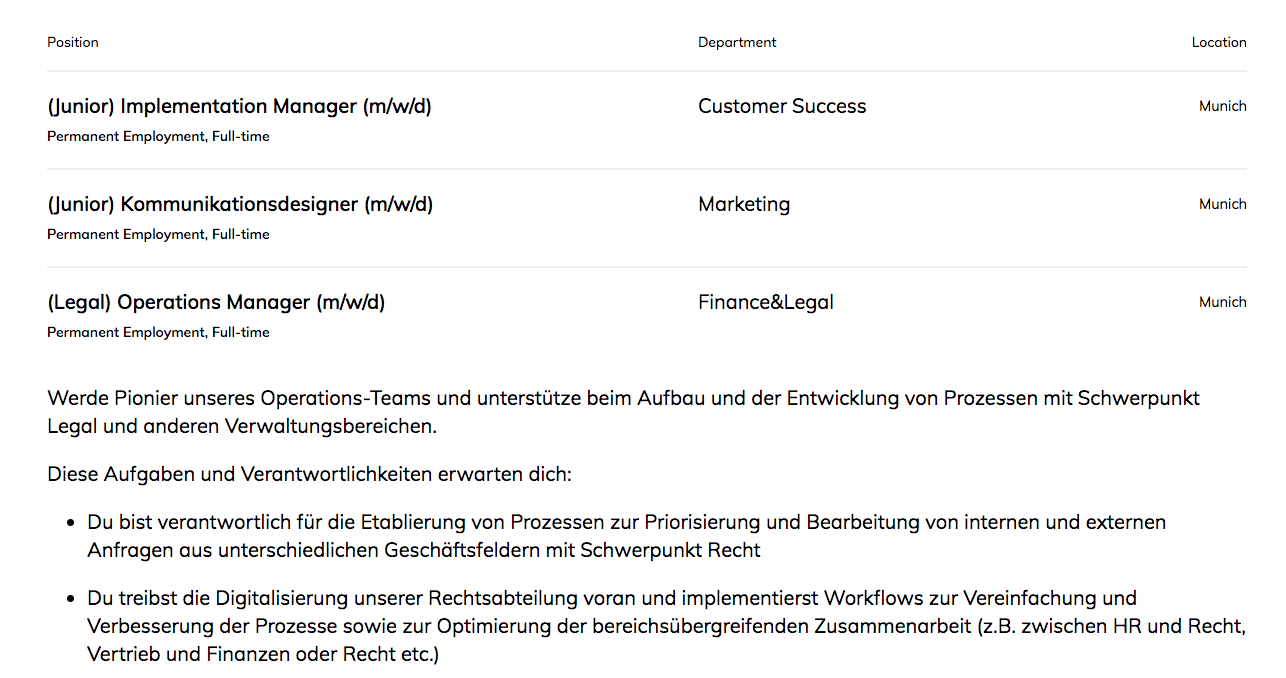 Position Department Location
(Junior) Implementation Manager (m/w/d) Customer Success Munich
Permanent Employment, Full-time
(Junior) Kommunikationsdesigner (m/w/d) Marketing Munich
Permanent Employment, Full-time
(Legal) Operations Manager (m/w/d) Finance&Legal Munich
Permanent Employment, Full-time
Werde Pionier unseres Operations-Teams und unterstütze beim Aufbau und der Entwicklung von Prozessen mit Schwerpunkt
Legal und anderen Verwaltungsbereichen.
Diese Aufgaben und Verantwortlichkeiten erwarten dich:
• Du bist verantwortlich für die Etablierung von Prozessen zur Priorisierung und Bearbeitung von internen und externen
Anfragen aus unterschiedlichen Geschäftsfeldern mit Schwerpunkt Recht
• Du treibst die Digitalisierung unserer Rechtsabteilung voran und implementierst Workflows zur Vereinfachung und
Verbesserung der Prozesse sowie zur Optimierung der bereichsübergreifenden Zusammenarbeit (z.B. zwischen HR und Recht,
Vertrieb und Finanzen oder Recht etc.)